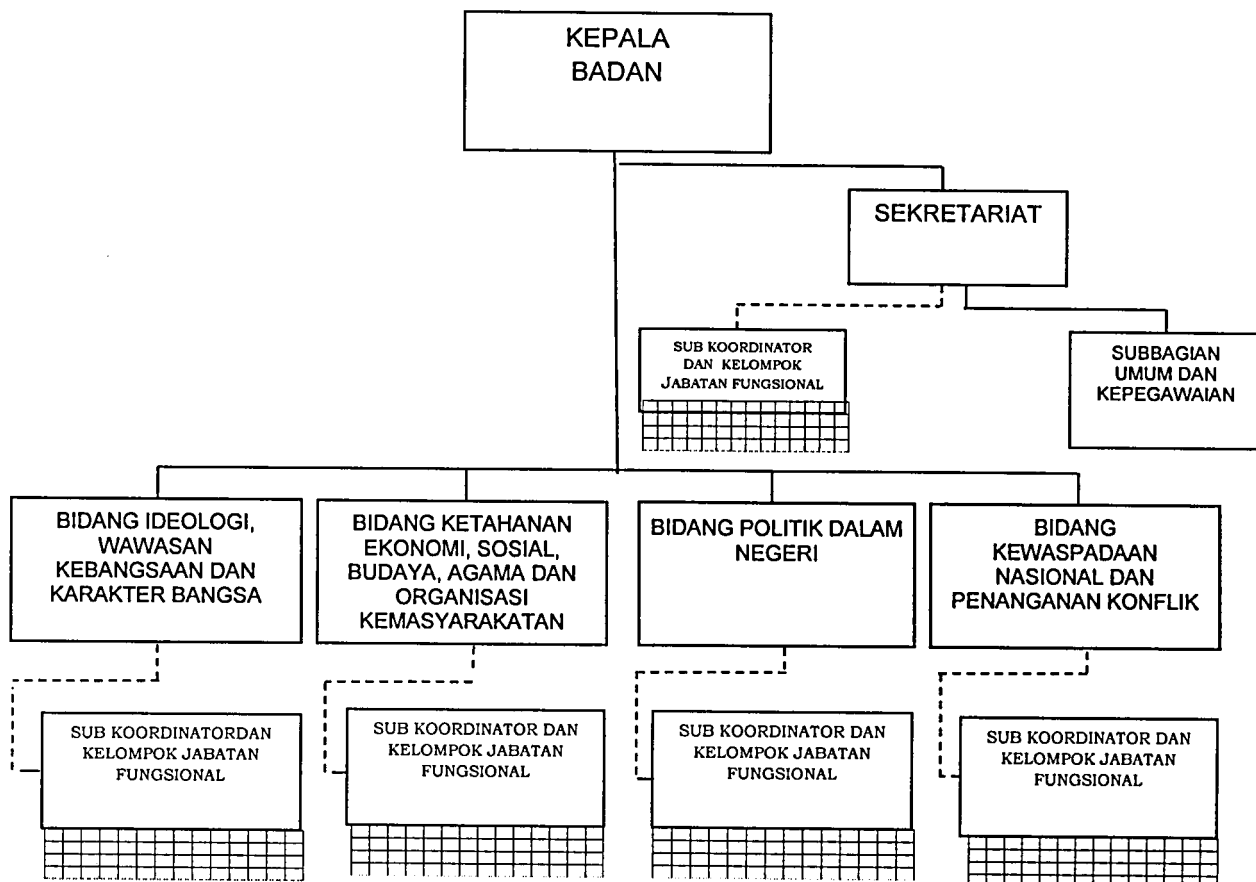 KEPALA
BADAN
SEKRETARIAT
SUB KOORDINATOR
DAN KELOMPOK
JABATAN FUNGSIONAL
SUBBAGIAN
UMUM DAN
KEPEGAWAIAN
BIDANG IDEOLOGI,
WAWASAN
KEBANGSAAN DAN
KARAKTER BANGSA
BIDANG KETAHANAN
EKONOMI, SOSIAL,
BUDAYA, AGAMA DAN
ORGANISASI
KEMASYARAKATAN
BIDANG POLITIK DALAM
NEGERI
BIDANG
KEWASPADAAN
NASIONAL DAN
PENANGANAN KONFLIK
SUB KOORDINATORDAN
KELOMPOK JABATAN
FUNGSIONAL
SUB KOORDINATOR DAN
KELOMPOK JABATAN
FUNGSIONAL
SUB KOORDINATOR DAN
KELOMPOK JABATAN
FUNGSIONAL
SUB KOORDINATOR DAN
KELOMPOK JABATAN
FUNGSIONAL